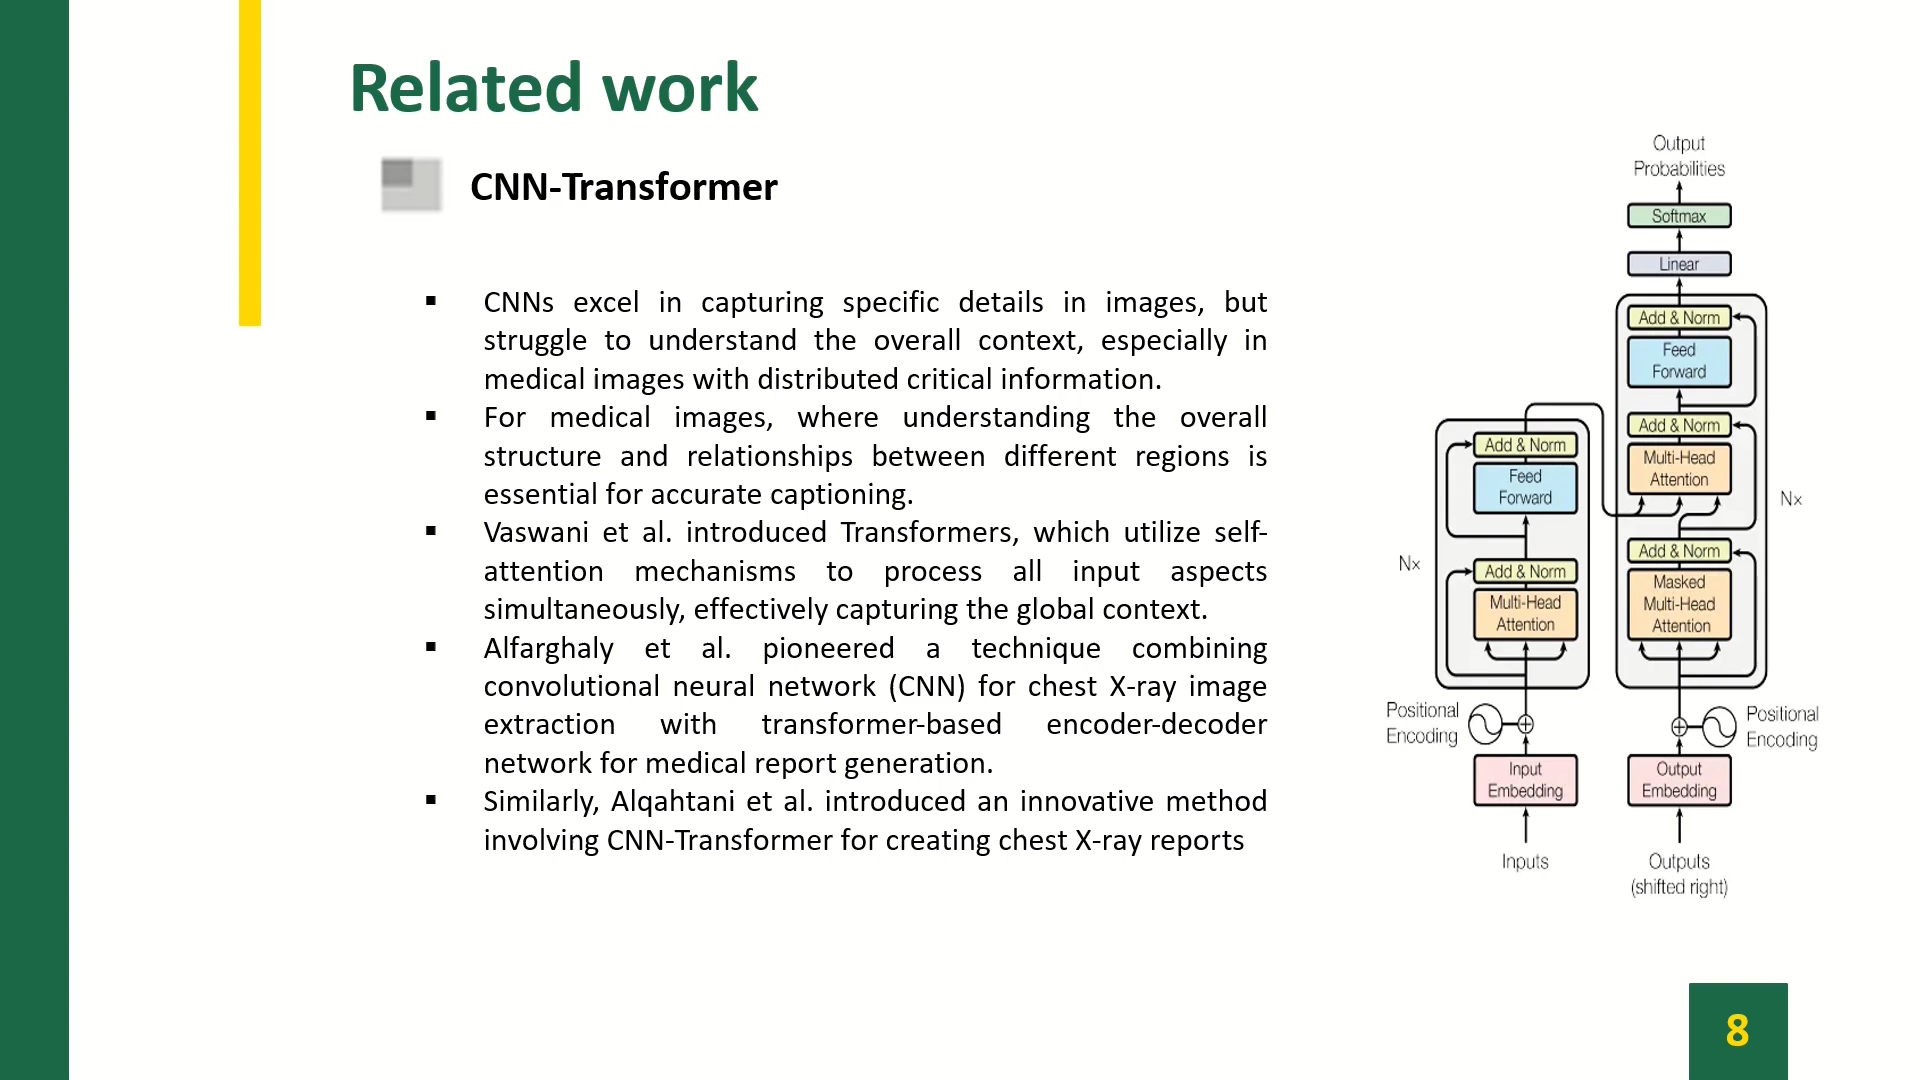 Related work
CNN-Transformer
▪ CNNs excel in capturing specific details in images, but
struggle to understand the overall context, especially in
medical images with distributed critical information.
▪ For medical images, where understanding the overall
structure and relationships between different regions is
essential for accurate captioning.
▪ Vaswani et al. introduced Transformers, which utilize self-
attention mechanisms to process all input aspects
simultaneously, effectively capturing the global context.
▪ Alfarghaly et al. pioneered a technique combining
convolutional neural network (CNN) for chest X-ray image
extraction with transformer-based encoder-decoder
network for medical report generation.
▪ Similarly, Alqahtani et al. introduced an innovative method
involving CNN-Transformer for creating chest X-ray reports
Output
Probabilities
Softmax
Linear
Add & Norm
Feed
Forward
Add & Norm
Multi-Head
Attention
Nx
Add & Norm
Masked
Multi-Head
Attention
Add & Norm
Feed
Forward
Nx
Add & Norm
Multi-Head
Attention
Positional
Encoding
Positional
Encoding
Input
Embedding
Output
Embedding
Inputs
Outputs
(shifted right)
8